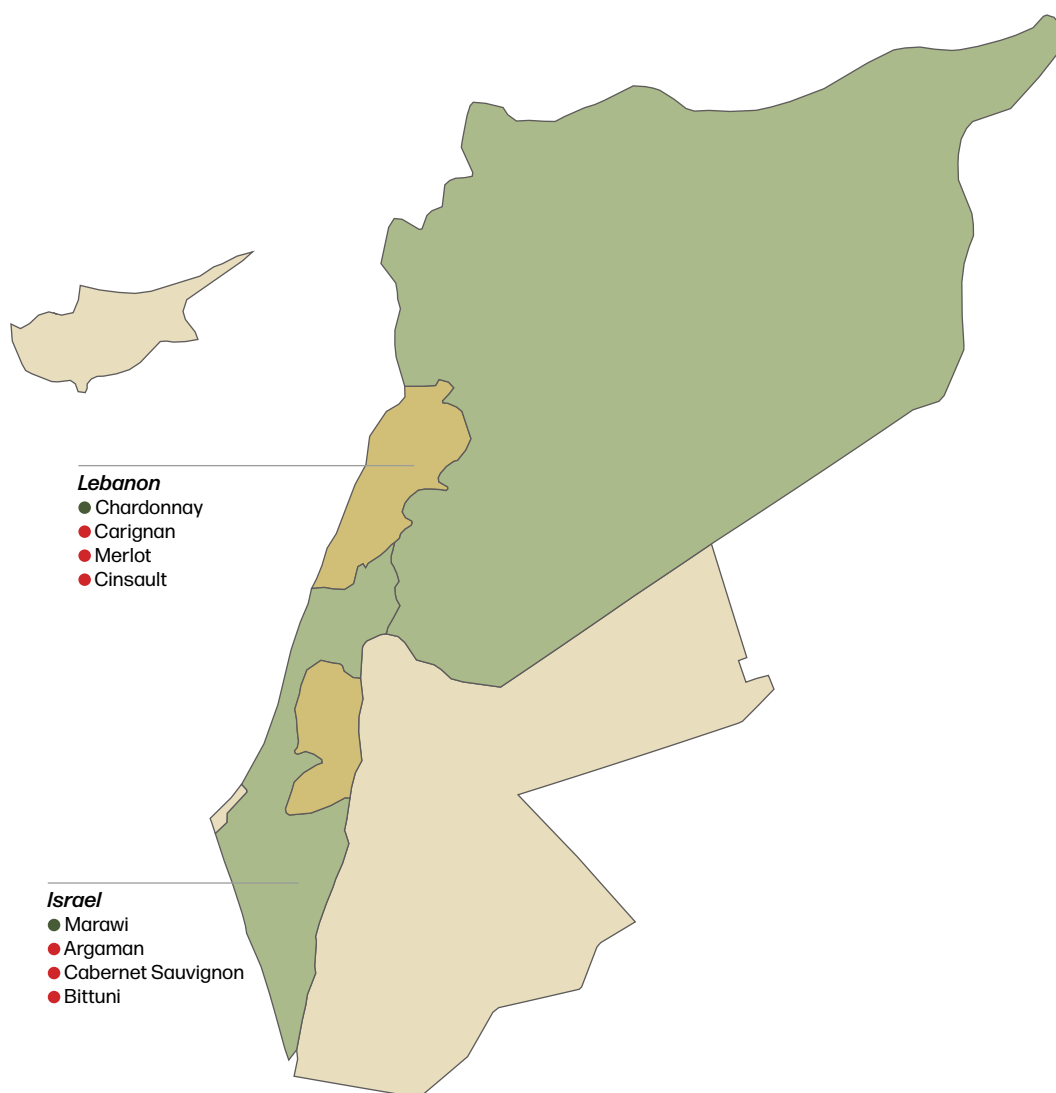 Lebanon
Chardonnay
Carignan
Merlot
Cinsault
Israel
Marawi
Argaman
Cabernet Sauvignon
Bittuni